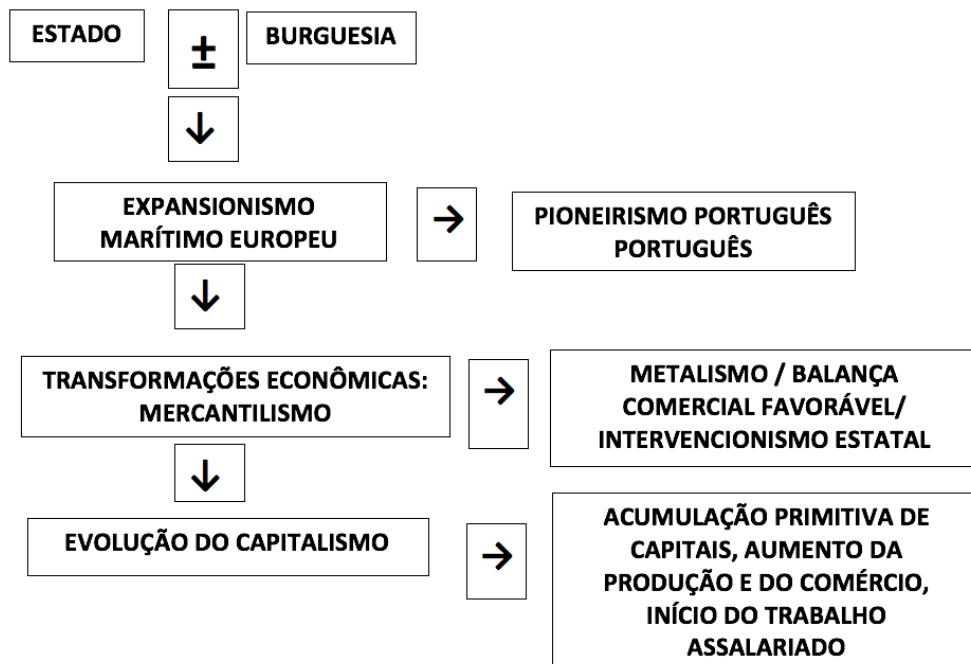 ESTADO
±
BURGUESIA
↓
EXPANSIONISMO
MARÍTIMO EUROPEU
→
PIONEIRISMO PORTUGUÊS
PORTUGUÊS
↓
TRANSFORMAÇÕES ECONÔMICAS:
MERCANTILISMO
→
METALISMO / BALANÇA
COMERCIAL FAVORÁVEL/
INTERVENCIONISMO ESTATAL
↓
EVOLUÇÃO DO CAPITALISMO
→
ACUMULAÇÃO PRIMITIVA DE
CAPITAIS, AUMENTO DA
PRODUÇÃO E DO COMÉRCIO,
INÍCIO DO TRABALHO
ASSALARIADO